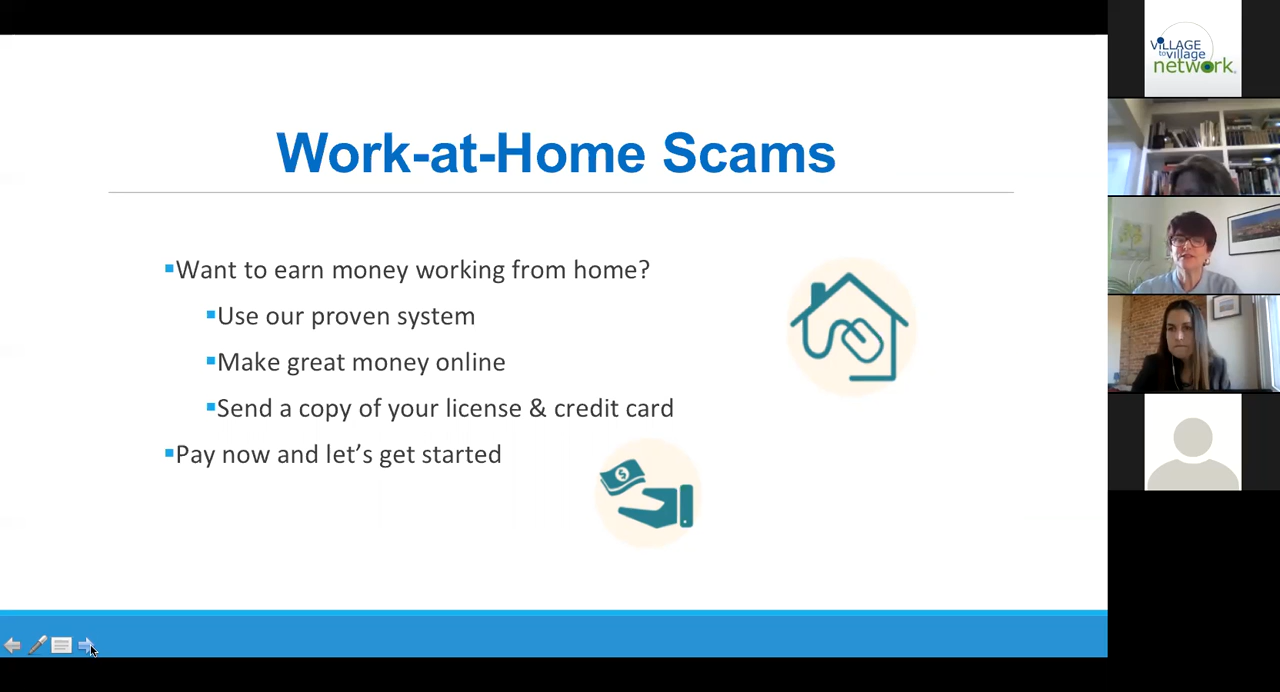 Work-at-Home Scams
▪Want to earn money working from home?
▪Use our proven system
▪Make great money online
▪Send a copy of your license & credit card
▪Pay now and let’s get started
$
ViLLAGE
to village
network